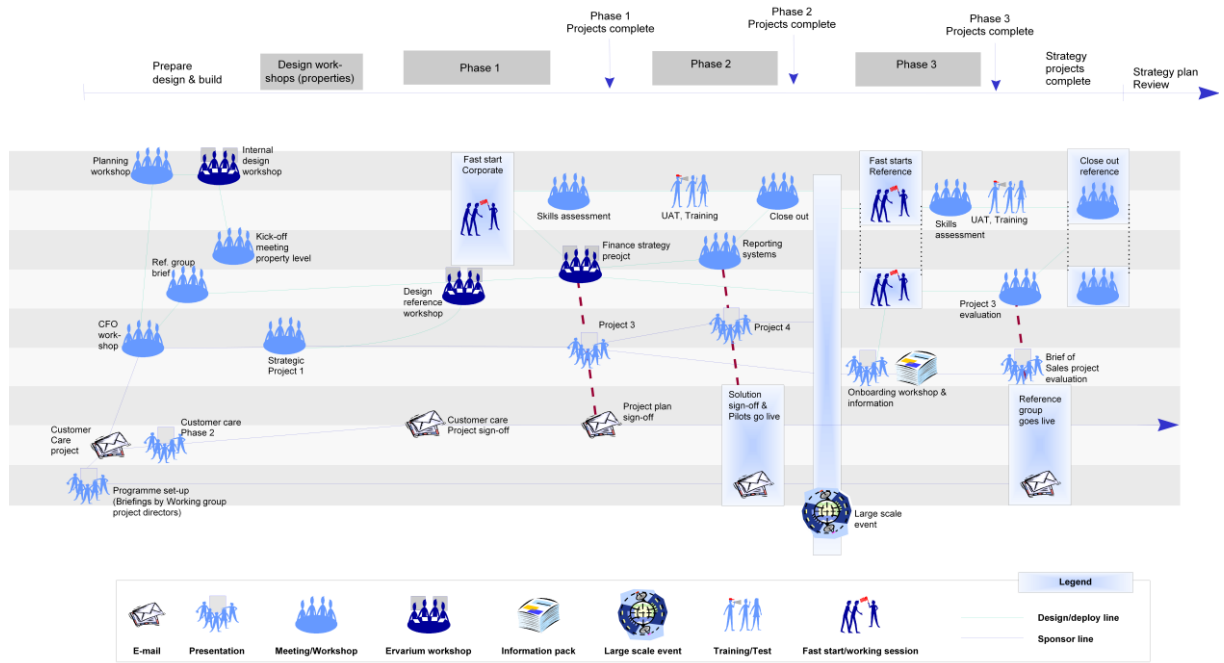 Phase 1
Projects complete
Phase 2
Projects complete
Phase 3
Projects complete
Prepare
design & build
Design work-
shops (properties)
Phase 1
Phase 2
Phase 3
Strategy
projects
complete
Strategy plan
Review
Planning
workshop
Internal
design
workshop
Fast start
Corporate
Skills assessment
UAT, Training
Close out
Fast starts
Reference
Skills
assessment
UAT, Training
Close out
reference
Kick-off
meeting
property level
Finance strategy
preojct
Reporting
systems
Ref. group
brief
Design
reference
workshop
Project 3
evaluation
CFO
work-
shop
Strategic
Project 1
Project 3
Project 4
Onboarding workshop &
information
Brief of
Sales project
evaluation
Customer
Care
project
Customer care
Phase 2
Customer care
Project sign-off
Project plan
sign-off
Solution
sign-off &
Pilots go live
Reference
group
goes live
Programme set-up
(Briefings by Working group
project directors)
Large scale
event
Legend
E-mail
Presentation
Meeting/Workshop
Ervarium workshop
Information pack
Large scale event
Training/Test
Fast start/working session
Design/deploy line
Sponsor line